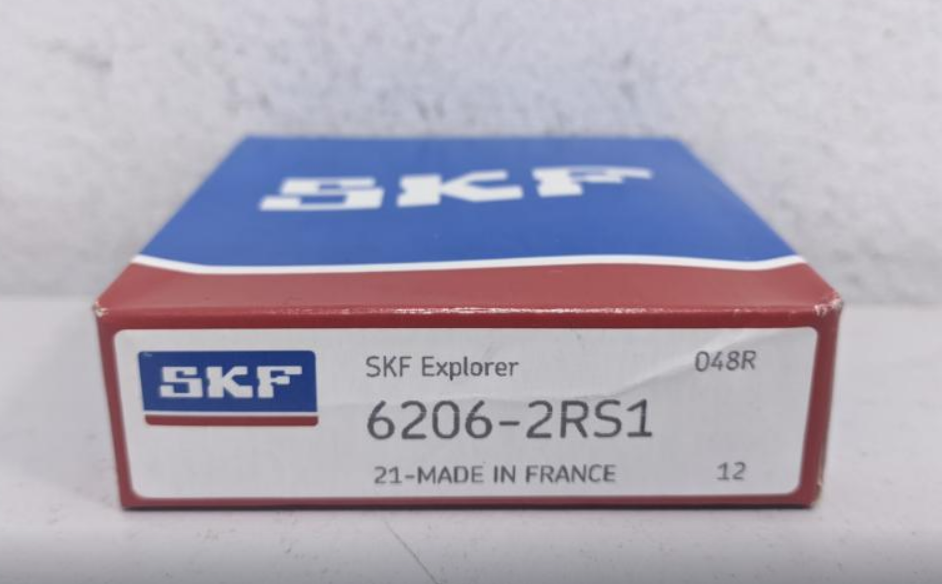 SKF
SKF
SKF Explorer 048R
6206-2RS1
21-MADE IN FRANCE 12